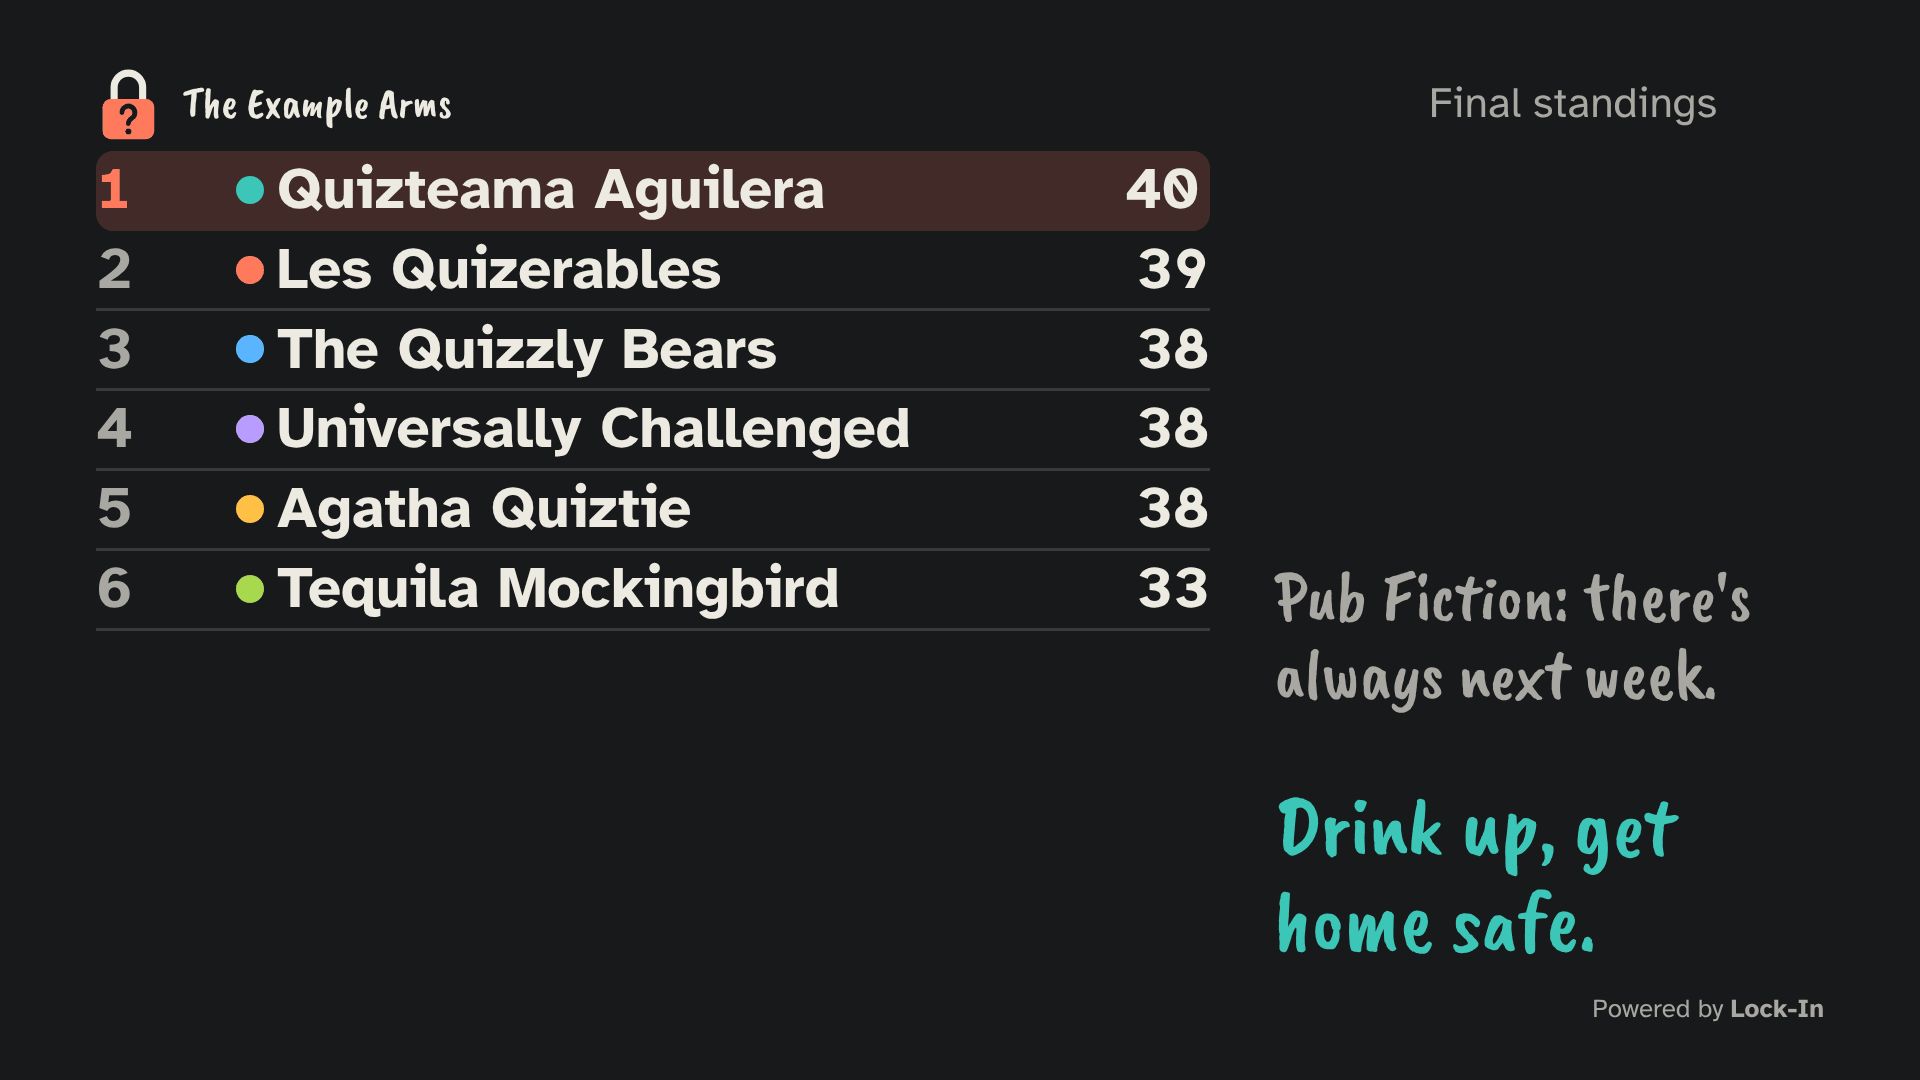 ?
The Example Arms
Final standings
1 Quizteama Aguilera 40
2 Les Quizerables 39
3 The Quizzly Bears 38
4 Universally Challenged 38
5 Agatha Quiztie 38
6 Tequila Mockingbird 33
Pub Fiction: there's
always next week.
Drink up, get
home safe.
Powered by Lock-In